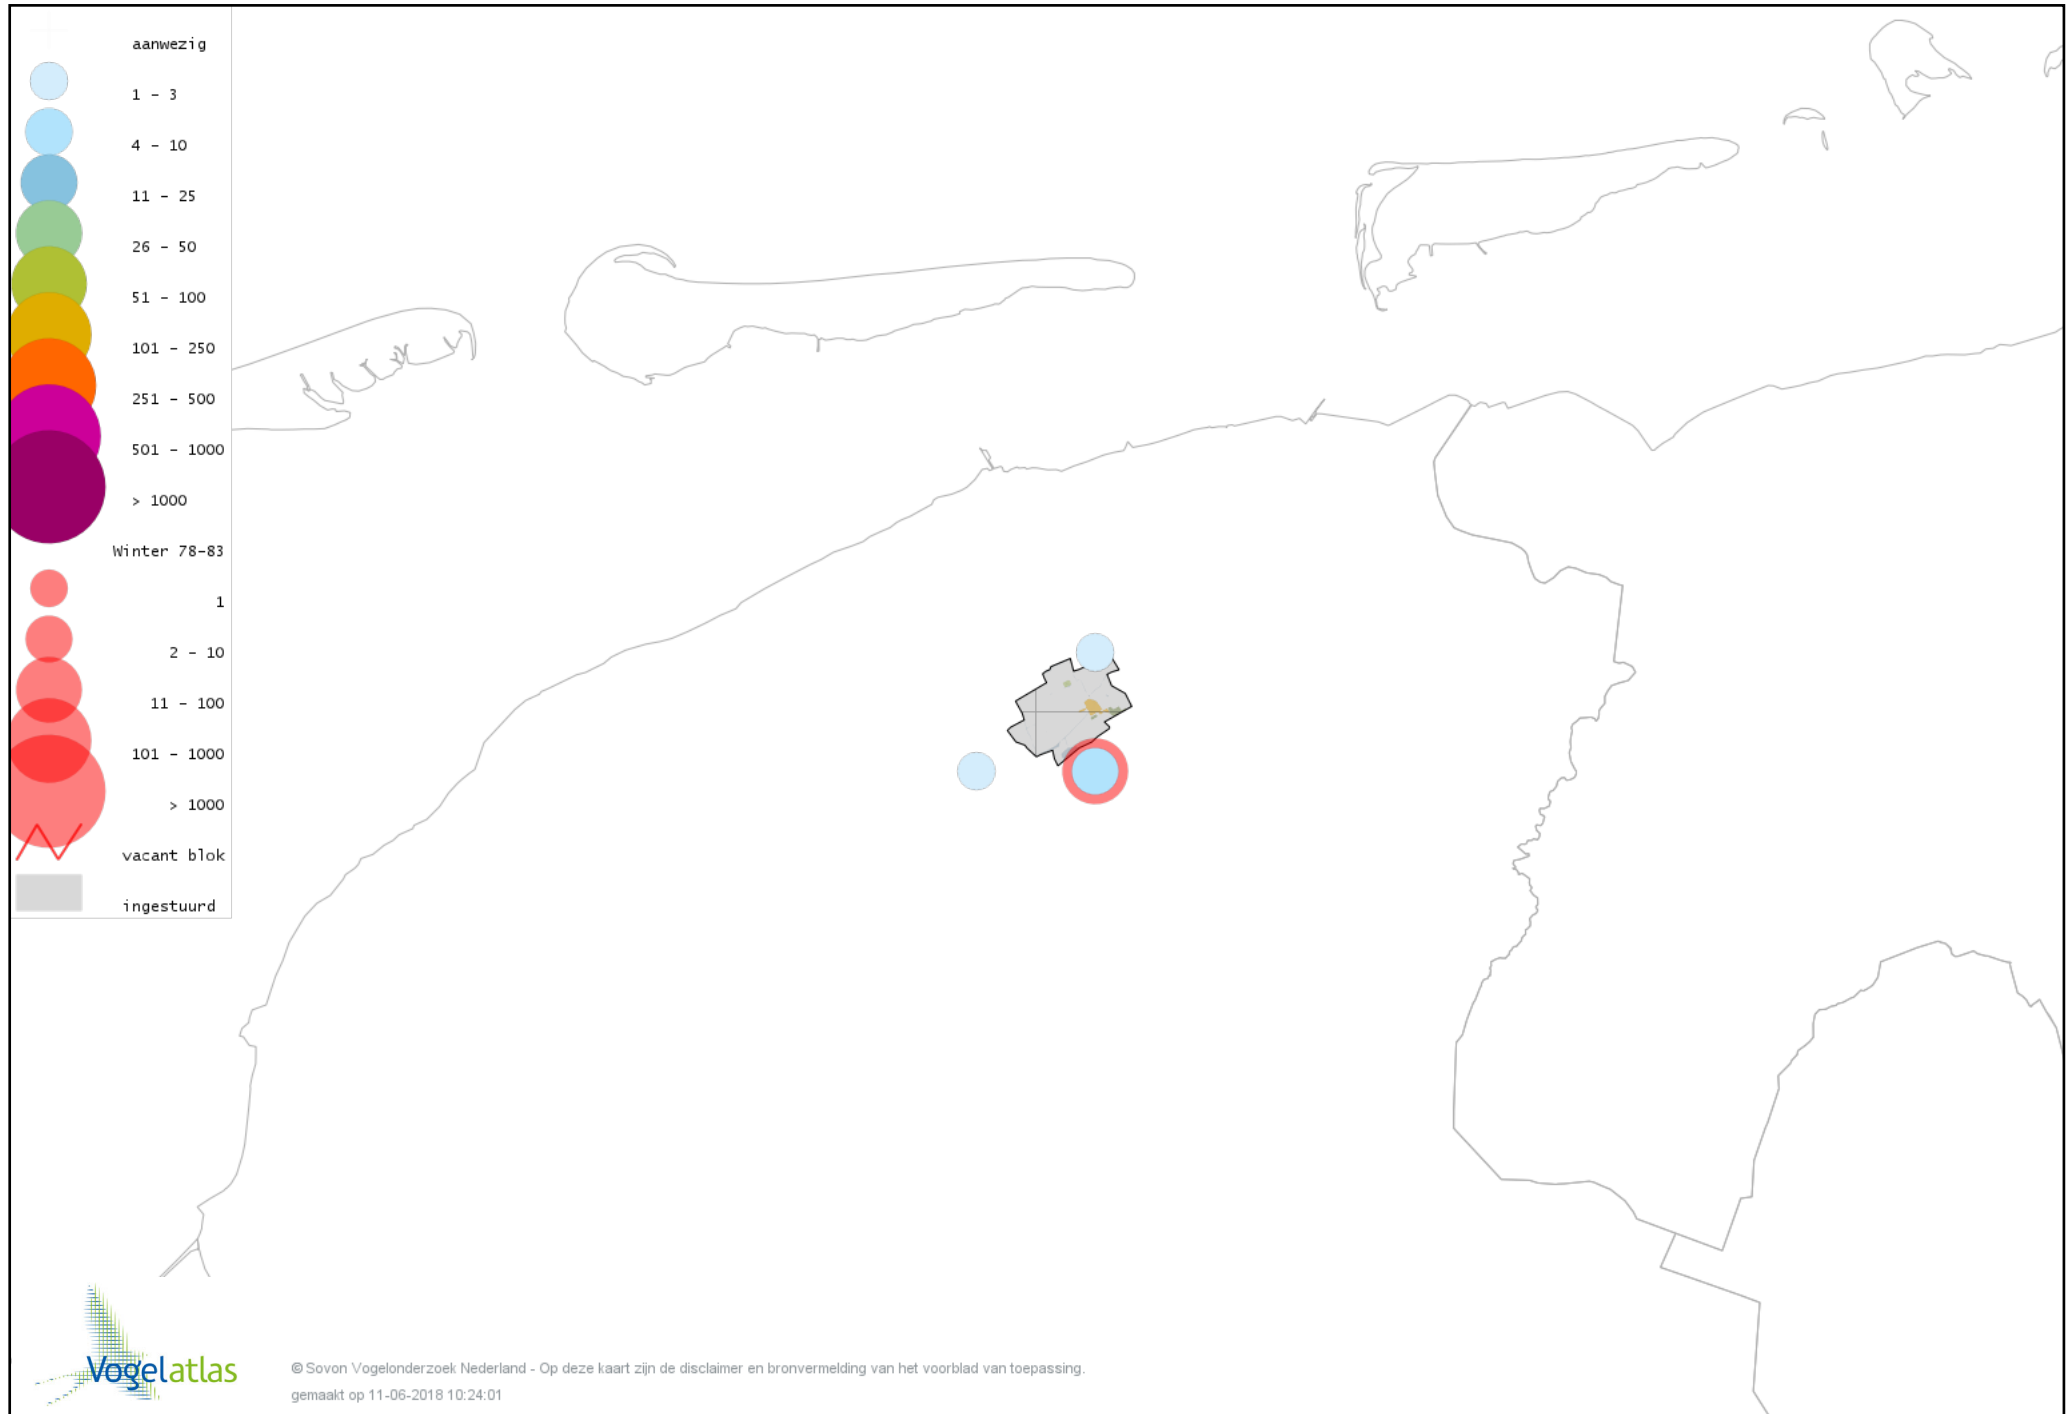 aanwezig
1 - 3
4 - 10
11 - 25
26 - 50
51 - 100
101 - 250
251 - 500
501 - 1000
> 1000
Winter 78-83
1
2 - 10
11 - 100
101 - 1000
> 1000
vacant blok
ingestuurd
Vogelatlas
© Sovon Vogelonderzoek Nederland - Op deze kaart zijn de disclaimer en bronvermelding van het voorblad van toepassing.
gemaakt op 11-06-2018 10:24:01